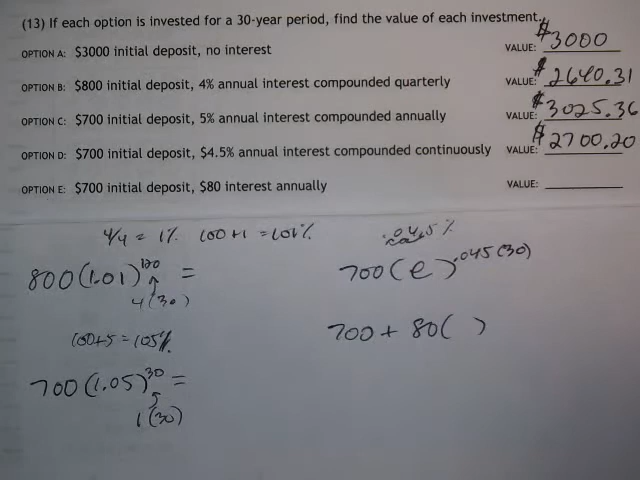 (13) If each option is invested for a 30-year period, find the value of each investment.
OPTION A: $3000 initial deposit, no interest VALUE: $3000
OPTION B: $800 initial deposit, 4% annual interest compounded quarterly VALUE: $2640.31
OPTION C: $700 initial deposit, 5% annual interest compounded annually VALUE: $3025.36
OPTION D: $700 initial deposit, $4.5% annual interest compounded continuously VALUE: $2700.20
OPTION E: $700 initial deposit, $80 interest annually VALUE:
4/4 = 1% 100+1 = 101%
.04.5%
800(1.01)^120 =
4(30)
700(e)^.045(30)
100+5 = 105%
700 + 80( )
700(1.05)^30 =
1(30)